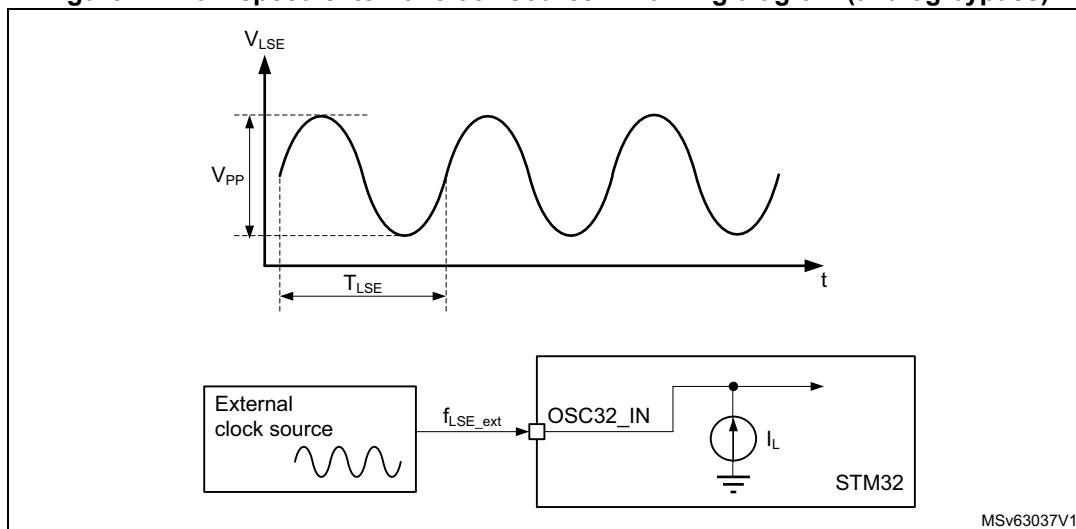 V_LSE
V_PP
T_LSE
t
External
clock source
f_LSE_ext
OSC32_IN
I_L
STM32
MSv63037V1